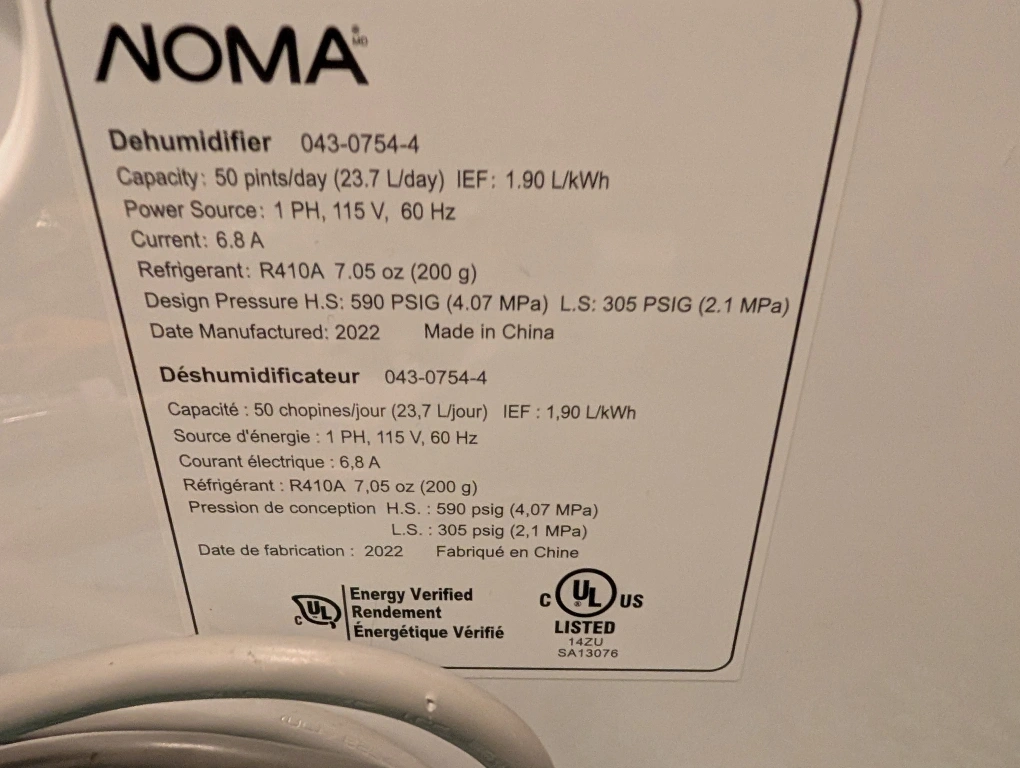 NOMA® MD
Dehumidifier 043-0754-4
Capacity: 50 pints/day (23.7 L/day) IEF: 1.90 L/kWh
Power Source: 1 PH, 115 V, 60 Hz
Current: 6.8 A
Refrigerant: R410A 7.05 oz (200 g)
Design Pressure H.S: 590 PSIG (4.07 MPa) L.S: 305 PSIG (2.1 MPa)
Date Manufactured: 2022 Made in China
Déshumidificateur 043-0754-4
Capacité : 50 chopines/jour (23,7 L/jour) IEF : 1,90 L/kWh
Source d'énergie : 1 PH, 115 V, 60 Hz
Courant électrique : 6,8 A
Réfrigérant : R410A 7,05 oz (200 g)
Pression de conception H.S. : 590 psig (4,07 MPa)
L.S. : 305 psig (2,1 MPa)
Date de fabrication : 2022 Fabriqué en Chine
C UL Energy Verified
Rendement
Énergétique Vérifié
C UL® US
LISTED
14ZU
SA13076